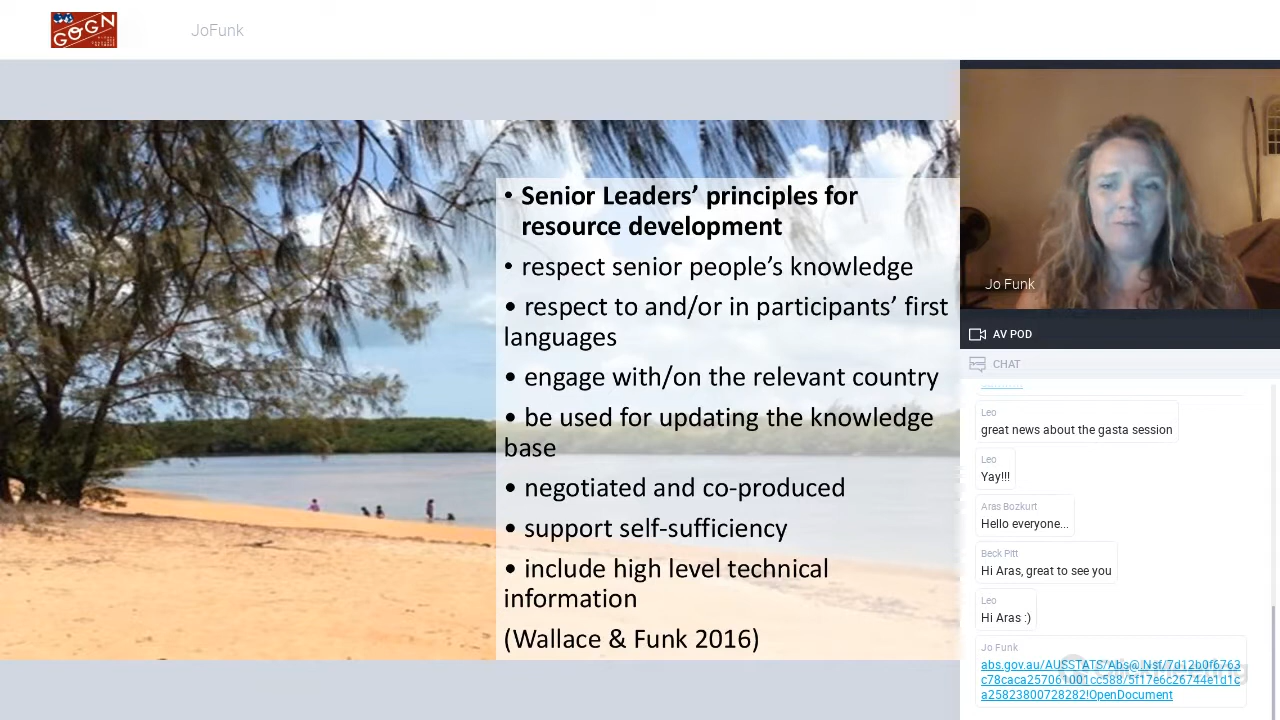 GOGN
JoFunk
• Senior Leaders’ principles for
resource development
• respect senior people’s knowledge
• respect to and/or in participants’ first
languages
• engage with/on the relevant country
• be used for updating the knowledge
base
• negotiated and co-produced
• support self-sufficiency
• include high level technical
information
(Wallace & Funk 2016)
Jo Funk
AV POD
CHAT
Leo
great news about the gasta session
Leo
Yay!!!
Aras Bozkurt
Hello everyone...
Beck Pitt
Hi Aras, great to see you
Leo
Hi Aras :)
Jo Funk
abs.gov.au/AUSSTATS/Abs@.Nsf/7d12b0f6763
c78caca257061001cc588/5f17e6c26744e1d1c
a25823800728282!OpenDocument